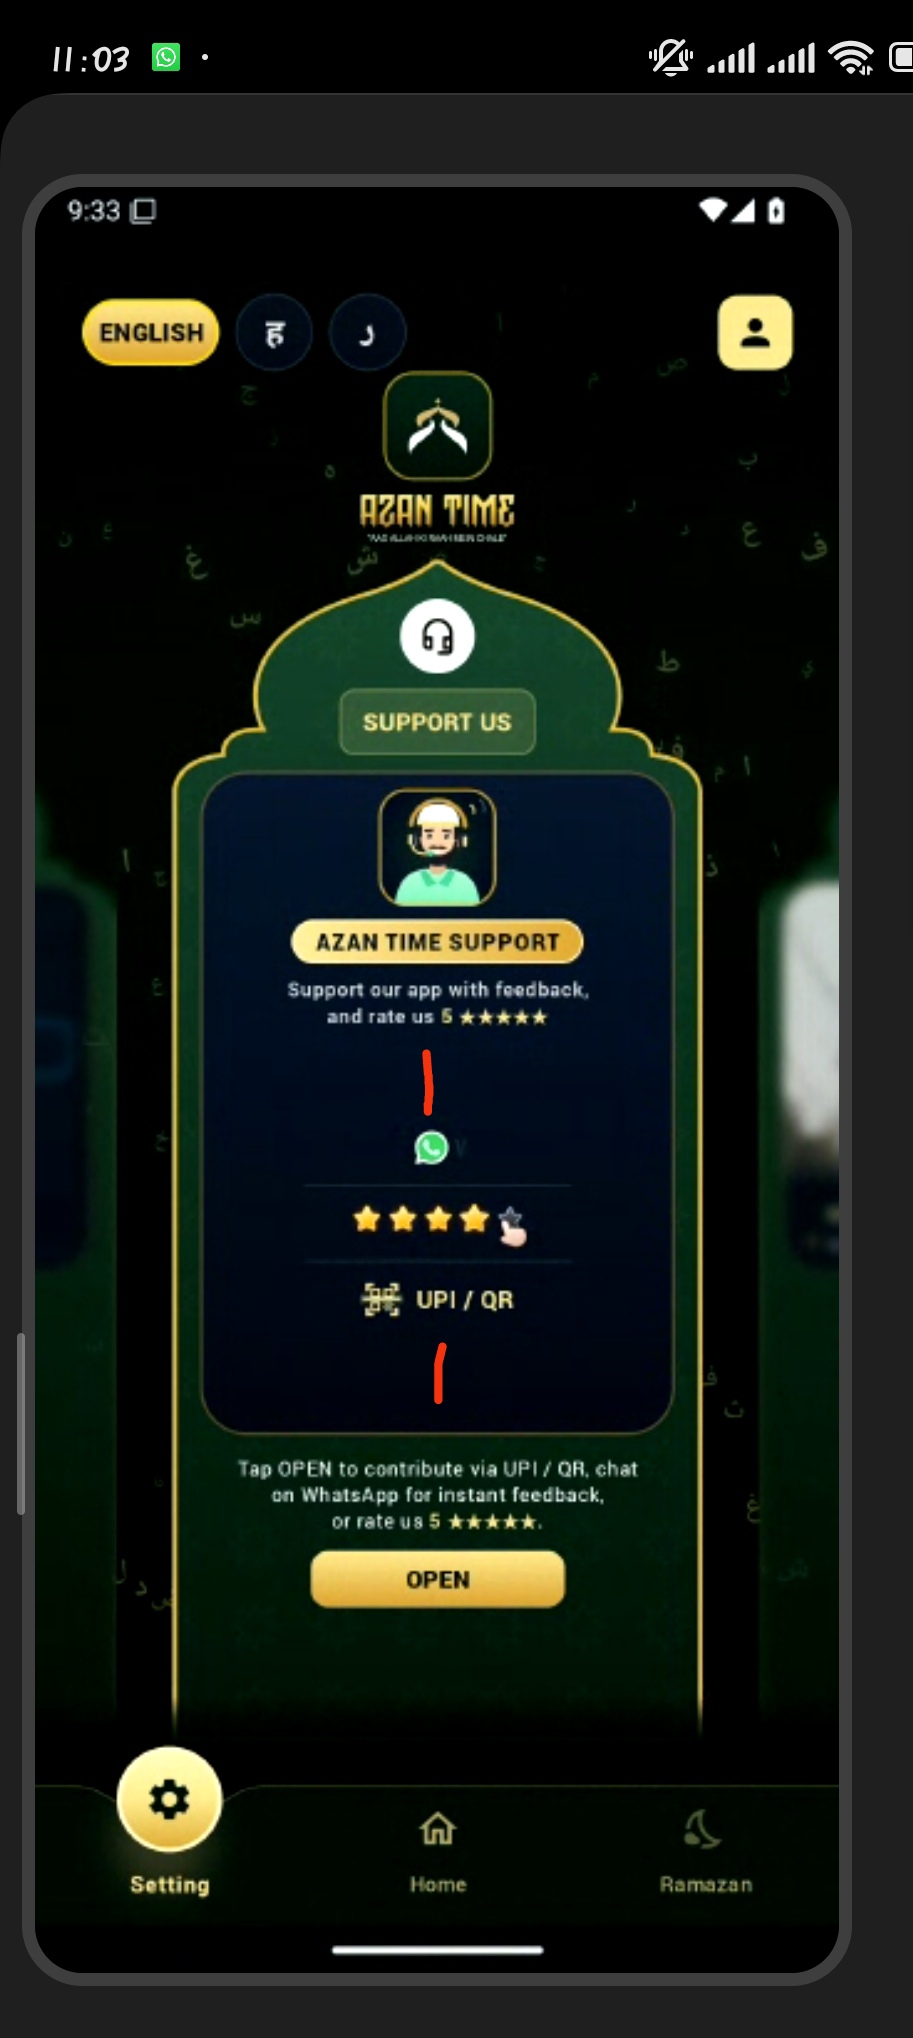 11:03
9:33
ENGLISH
ह
ر
AZAN TIME
SUPPORT US
AZAN TIME SUPPORT
Support our app with feedback,
and rate us 5 ★★★★★
UPI / QR
Tap OPEN to contribute via UPI / QR, chat
on WhatsApp for instant feedback,
or rate us 5 ★★★★★.
OPEN
Setting
Home
Ramazan